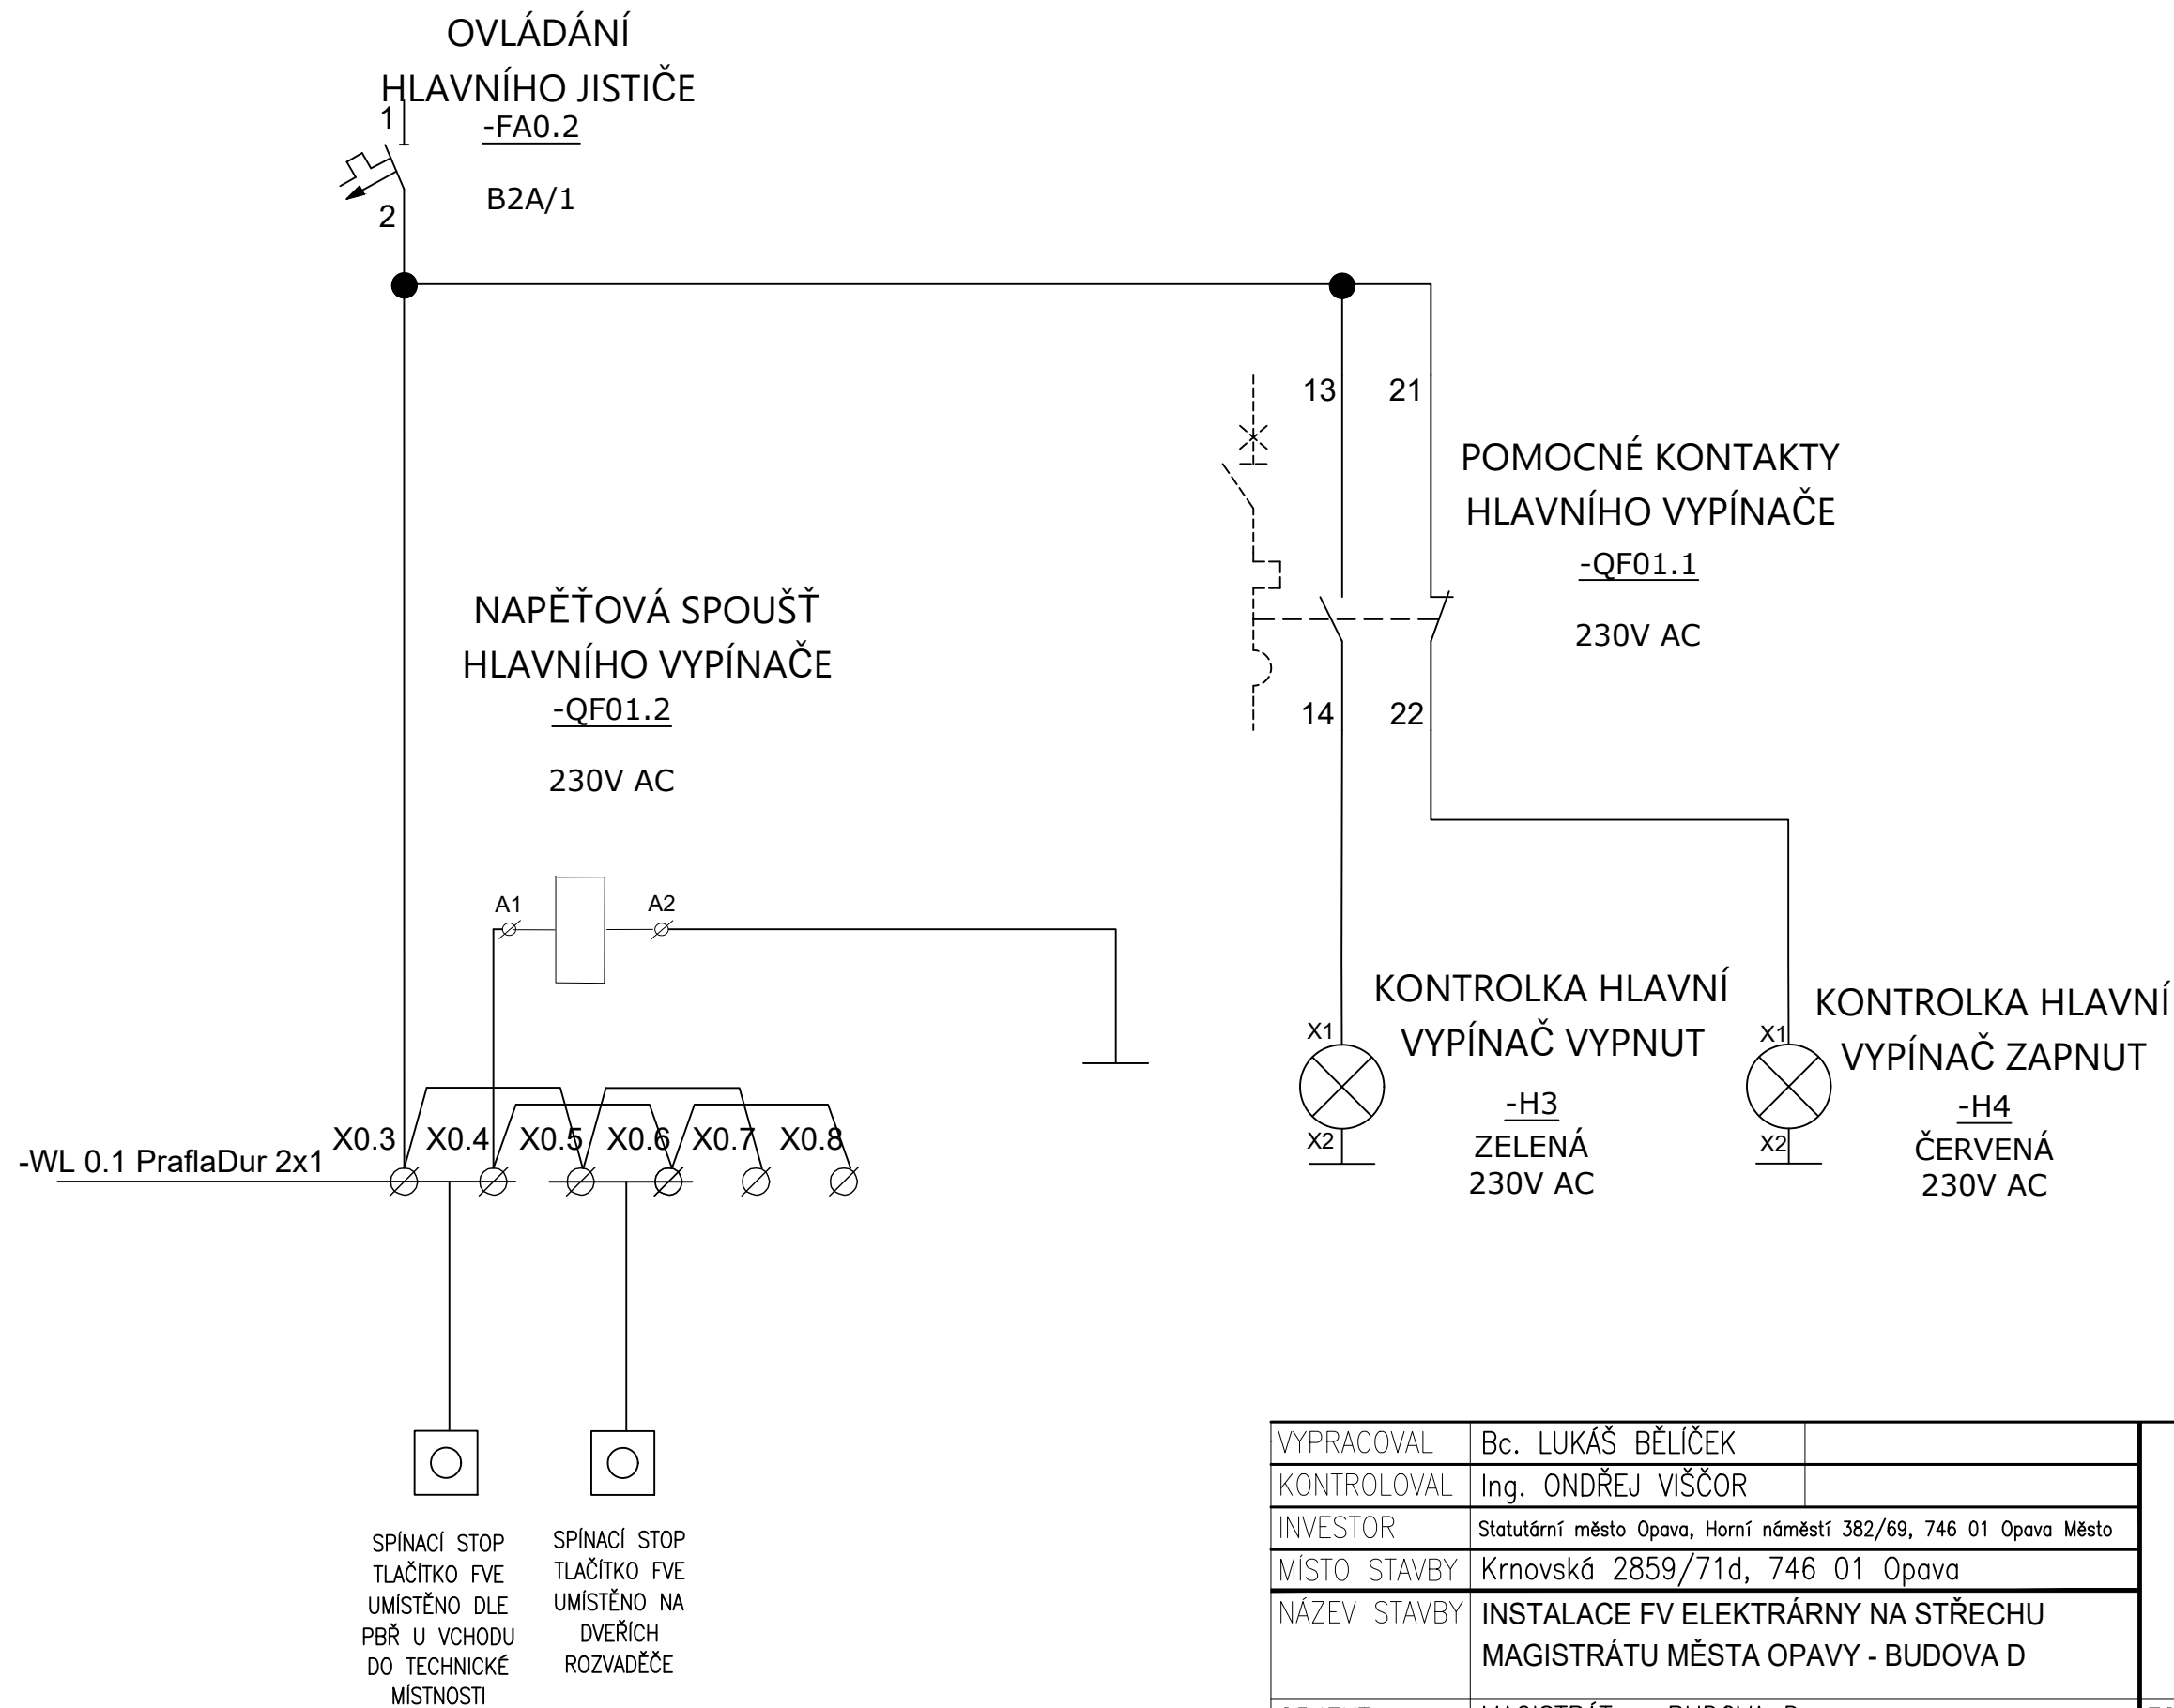 OVLÁDÁNÍ
HLAVNÍHO JISTIČE
1
-FA0.2
B2A/1
2
13
21
POMOCNÉ KONTAKTY
HLAVNÍHO VYPÍNAČE
-QF01.1
230V AC
14
22
NAPĚŤOVÁ SPOUŠŤ
HLAVNÍHO VYPÍNAČE
-QF01.2
230V AC
A1
A2
KONTROLKA HLAVNÍ
VYPÍNAČ VYPNUT
X1
-H3
X2
ZELENÁ
230V AC
KONTROLKA HLAVNÍ
VYPÍNAČ ZAPNUT
X1
-H4
X2
ČERVENÁ
230V AC
X0.3 X0.4 X0.5 X0.6 X0.7 X0.8
-WL 0.1 PraflaDur 2x1
SPÍNACÍ STOP
TLAČÍTKO FVE
UMÍSTĚNO DLE
PBŘ U VCHODU
DO TECHNICKÉ
MÍSTNOSTI
SPÍNACÍ STOP
TLAČÍTKO FVE
UMÍSTĚNO NA
DVEŘÍCH
ROZVADĚČE
VYPRACOVAL Bc. LUKÁŠ BĚLÍČEK
KONTROLOVAL Ing. ONDŘEJ VIŠČOR
INVESTOR Statutární město Opava, Horní náměstí 382/69, 746 01 Opava Město
MÍSTO STAVBY Krnovská 2859/71d, 746 01 Opava
NÁZEV STAVBY INSTALACE FV ELEKTRÁRNY NA STŘECHU
MAGISTRÁTU MĚSTA OPAVY - BUDOVA D